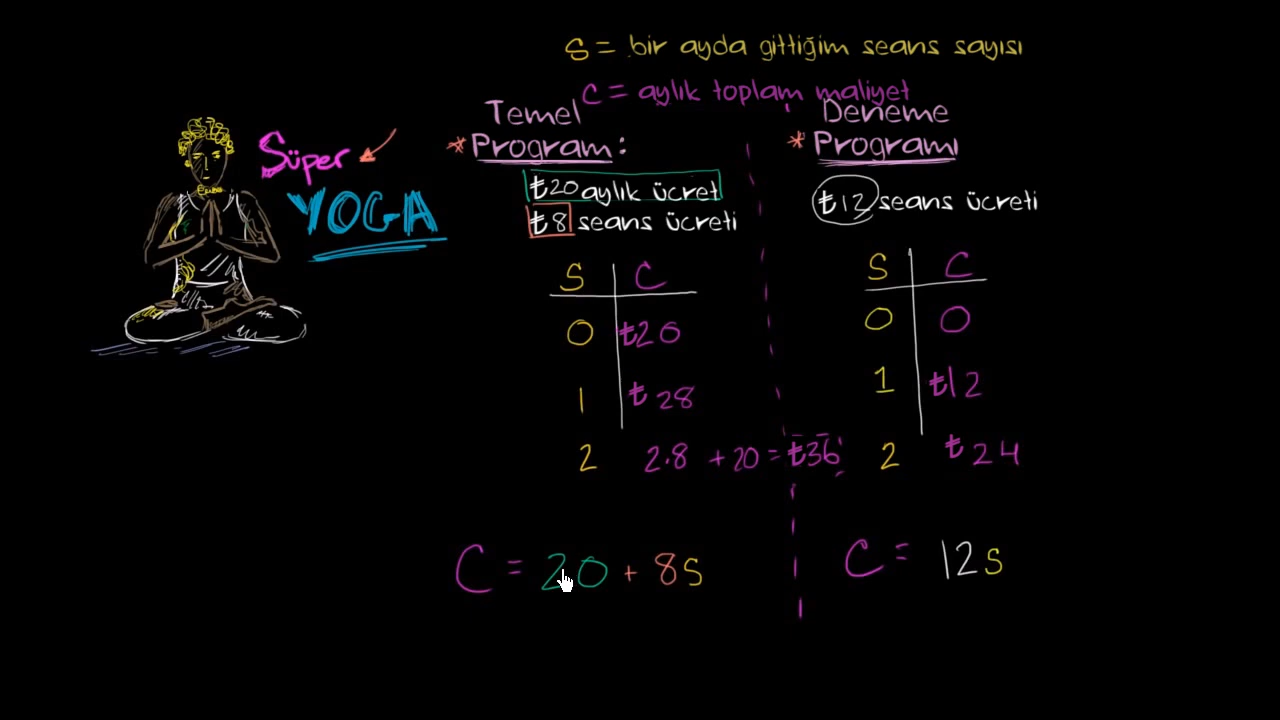 s = bir ayda gittiğim seans sayısı
c = aylık toplam maliyet
Süper
YOGA
Temel
* Program:
₺20 aylık ücret
₺8 seans ücreti
S C
0 ₺20
1 ₺28
2 2.8 + 20 = ₺36
C = 20 + 8s
Deneme
* Programı
₺12 seans ücreti
S C
0 0
1 ₺12
2 ₺24
C = 12s